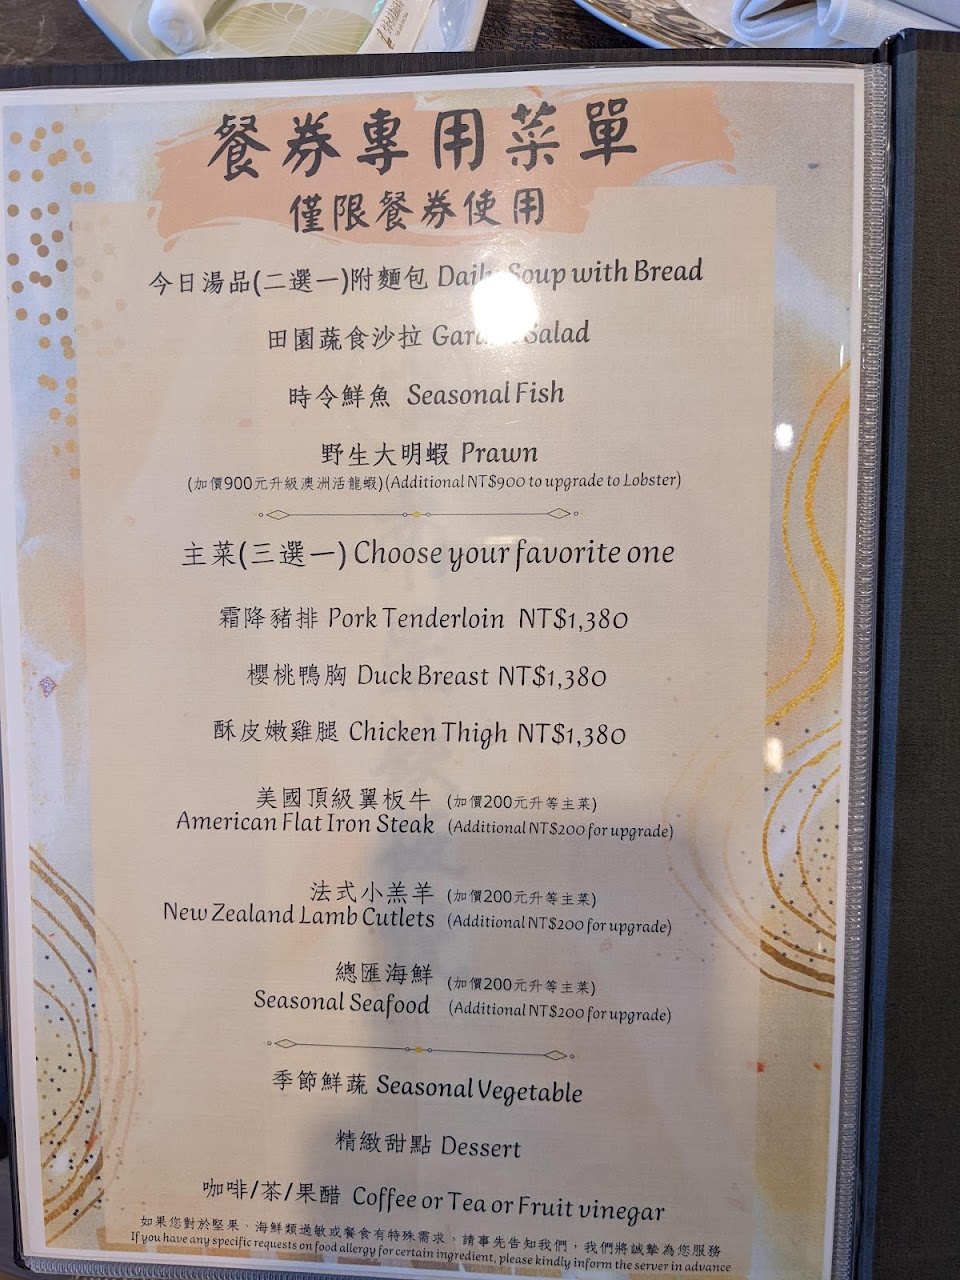 餐券專用菜單
僅限餐券使用
今日湯品(二選一)附麵包 Daily Soup with Bread
田園蔬食沙拉 Garden Salad
時令鮮魚 Seasonal Fish
野生大明蝦 Prawn
(加價900元升級澳洲活龍蝦)(Additional NT$900 to upgrade to Lobster)
主菜(三選一) Choose your favorite one
霜降豬排 Pork Tenderloin NT$1,380
櫻桃鴨胸 Duck Breast NT$1,380
酥皮嫩雞腿 Chicken Thigh NT$1,380
美國頂級翼板牛 (加價200元升等主菜)
American Flat Iron Steak (Additional NT$200 for upgrade)
法式小羔羊 (加價200元升等主菜)
New Zealand Lamb Cutlets (Additional NT$200 for upgrade)
總匯海鮮 (加價200元升等主菜)
Seasonal Seafood (Additional NT$200 for upgrade)
季節鮮蔬 Seasonal Vegetable
精緻甜點 Dessert
咖啡/茶/果醋 Coffee or Tea or Fruit vinegar
如果您對於堅果、海鮮類過敏或餐食有特殊需求，請事先告知我們，我們將誠摯為您服務
If you have any specific requests on food allergy for certain ingredient, please kindly inform the server in advance